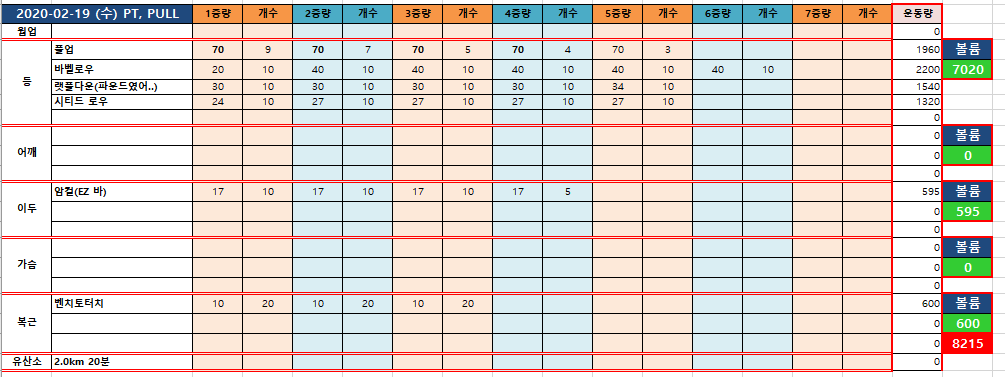 2020-02-19 (수) PT, PULL 1중량 개수 2중량 개수 3중량 개수 4중량 개수 5중량 개수 6중량 개수 7중량 개수 운동량
웜업 0
풀업 70 9 70 7 70 5 70 4 70 3 1960 볼륨
바벨로우 20 10 40 10 40 10 40 10 40 10 40 10 2200 7020
등
랫풀다운(파운드였어..) 30 10 30 10 30 10 30 10 34 10 1540
시티드 로우 24 10 27 10 27 10 27 10 27 10 1320
0
0 볼륨
어깨 0 0
0
암컬(EZ 바) 17 10 17 10 17 10 17 5 595 볼륨
이두 0 595
0
0 볼륨
가슴 0 0
0
벤치토터치 10 20 10 20 10 20 600 볼륨
복근 0 600
0 8215
유산소 2.0km 20분 0